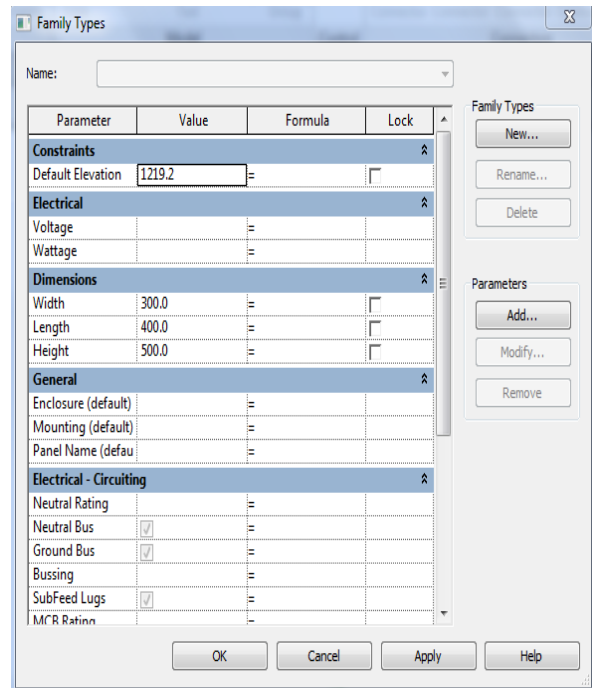 Family Types
Name:
Parameter Value Formula Lock
Constraints
Default Elevation 1219.2 =
Electrical
Voltage =
Wattage =
Dimensions
Width 300.0 =
Length 400.0 =
Height 500.0 =
General
Enclosure (default) =
Mounting (default) =
Panel Name (defau =
Electrical - Circuiting
Neutral Rating =
Neutral Bus =
Ground Bus =
Bussing =
SubFeed Lugs =
MCB Rating =
Family Types
New...
Rename...
Delete
Parameters
Add...
Modify...
Remove
OK Cancel Apply Help